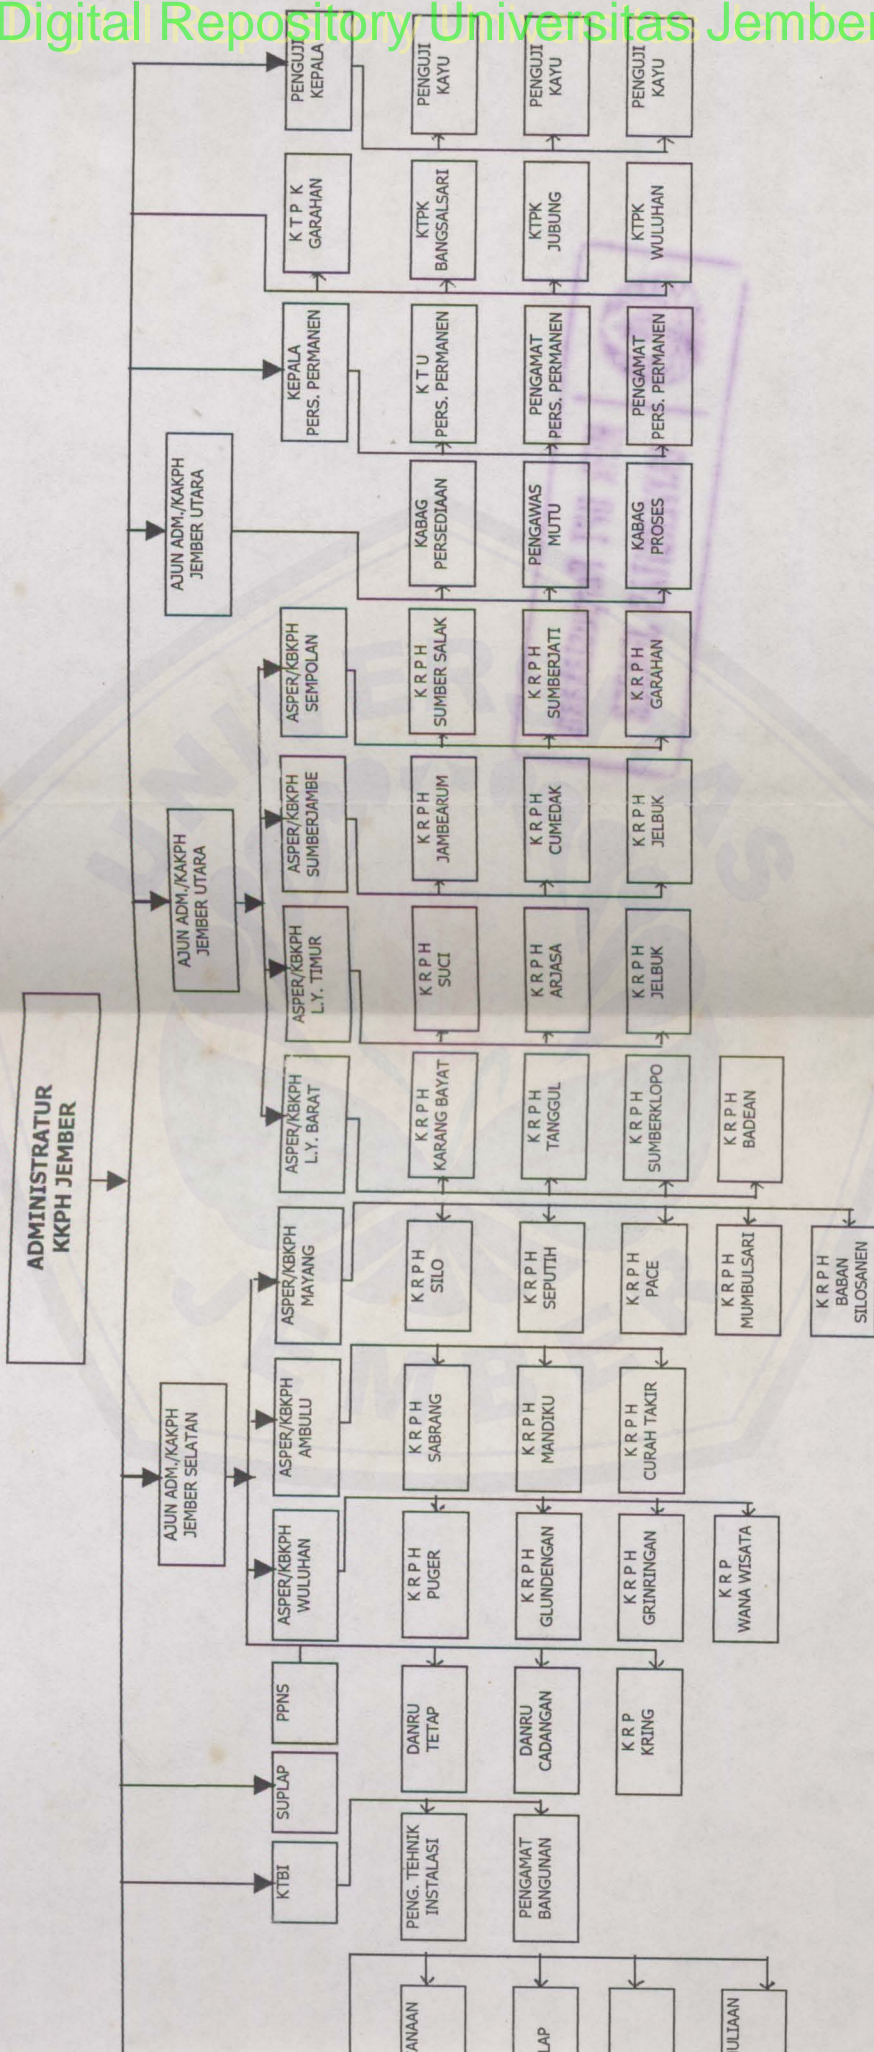 Digital Repository Universitas Jember
ADMINISTRATUR
KKPH JEMBER
AJUN ADM./KAKPH
JEMBER SELATAN
AJUN ADM./KAKPH
JEMBER UTARA
AJUN ADM./KAKPH
JEMBER UTARA
KTBI
SUPLAP
PPNS
ASPER/KBKPH
WULUHAN
ASPER/KBKPH
AMBULU
ASPER/KBKPH
MAYANG
ASPER/KBKPH
L.Y. BARAT
ASPER/KBKPH
L.Y. TIMUR
ASPER/KBKPH
SUMBERJAMBE
ASPER/KBKPH
SEMPOLAN
KEPALA
PERS. PERMANEN
K T P K
GARAHAN
PENGUJI
KEPALA
ANAAN
PENG. TEHNIK
INSTALASI
DANRU
TETAP
K R P H
PUGER
K R P H
SABRANG
K R P H
SILO
K R P H
KARANG BAYAT
K R P H
SUCI
K R P H
JAMBEARUM
K R P H
SUMBER SALAK
KABAG
PERSEDIAAN
K T U
PERS. PERMANEN
KTPK
BANGSALSARI
PENGUJI
KAYU
LAP
PENGAMAT
BANGUNAN
DANRU
CADANGAN
K R P H
GLUNDENGAN
K R P H
MANDIKU
K R P H
SEPUTIH
K R P H
TANGGUL
K R P H
ARJASA
K R P H
CUMEDAK
K R P H
SUMBERJATI
PENGAWAS
MUTU
PENGAMAT
PERS. PERMANEN
KTPK
JUBUNG
PENGUJI
KAYU
K R P
KRING
K R P H
GRINRINGAN
K R P H
CURAH TAKIR
K R P H
PACE
K R P H
SUMBERKLOPO
K R P H
JELBUK
K R P H
JELBUK
K R P H
GARAHAN
KABAG
PROSES
PENGAMAT
PERS. PERMANEN
KTPK
WULUHAN
PENGUJI
KAYU
ULIAAN
K R P
WANA WISATA
K R P H
MUMBULSARI
K R P H
BADEAN
K R P H
BABAN
SILOSANEN
UNIVERSITAS
JEMBER